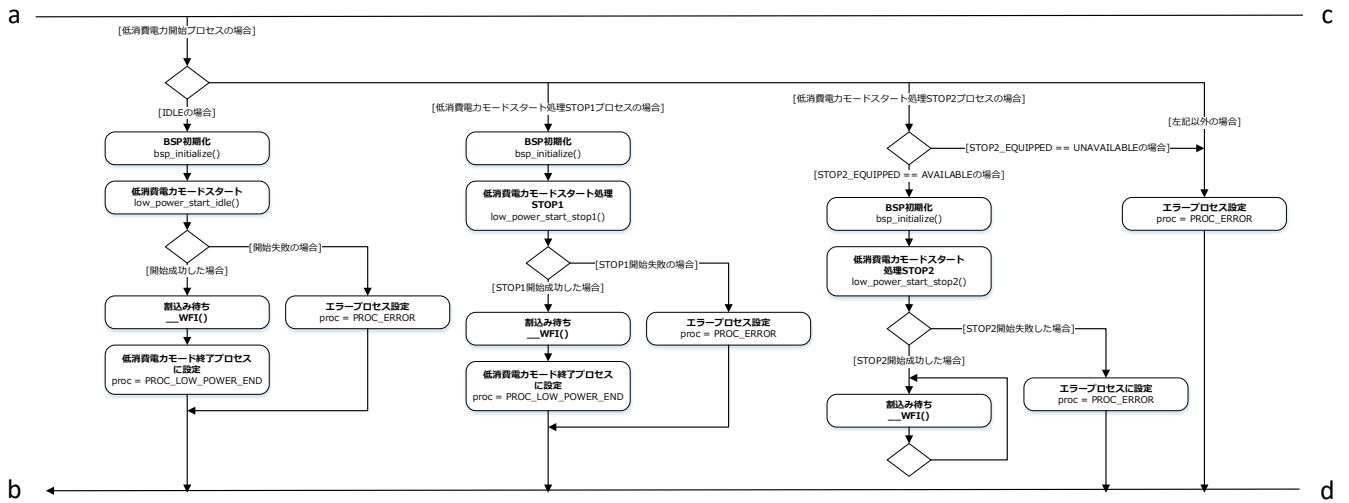 a
c
[低消費電力開始プロセスの場合]
[IDLEの場合]
BSP初期化
bsp_initialize()
低消費電力モードスタート
low_power_start_idle()
[開始失敗の場合]
[開始成功した場合]
割込み待ち
__WFI()
エラープロセス設定
proc = PROC_ERROR
低消費電力モード終了プロセス
に設定
proc = PROC_LOW_POWER_END
[低消費電力モードスタート処理STOP1プロセスの場合]
BSP初期化
bsp_initialize()
低消費電力モードスタート処理
STOP1
low_power_start_stop1()
[STOP1開始失敗の場合]
[STOP1開始成功した場合]
割込み待ち
__WFI()
エラープロセス設定
proc = PROC_ERROR
低消費電力モード終了プロセス
に設定
proc = PROC_LOW_POWER_END
[低消費電力モードスタート処理STOP2プロセスの場合]
[STOP2_EQUIPPED == UNAVAILABLEの場合]
[STOP2_EQUIPPED == AVAILABLEの場合]
BSP初期化
bsp_initialize()
低消費電力モードスタート
処理STOP2
low_power_start_stop2()
[STOP2開始失敗した場合]
[STOP2開始成功した場合]
割込み待ち
__WFI()
エラープロセスに設定
proc = PROC_ERROR
[左記以外の場合]
エラープロセス設定
proc = PROC_ERROR
b
d